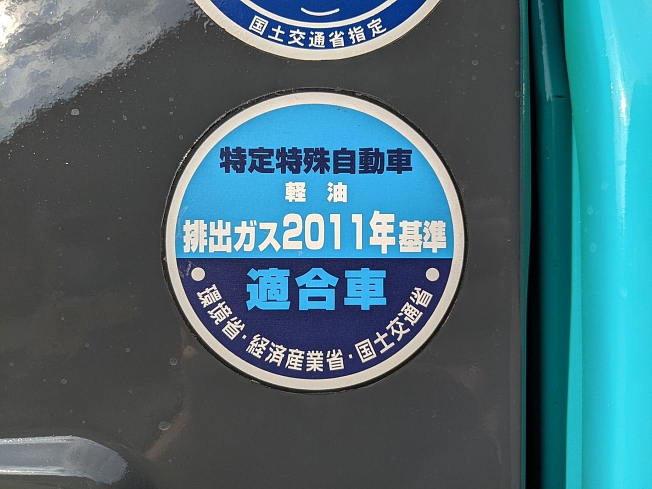 国土交通省指定
特定特殊自動車
軽油
排出ガス2011年基準
適合車
環境省・経済産業省・国土交通省